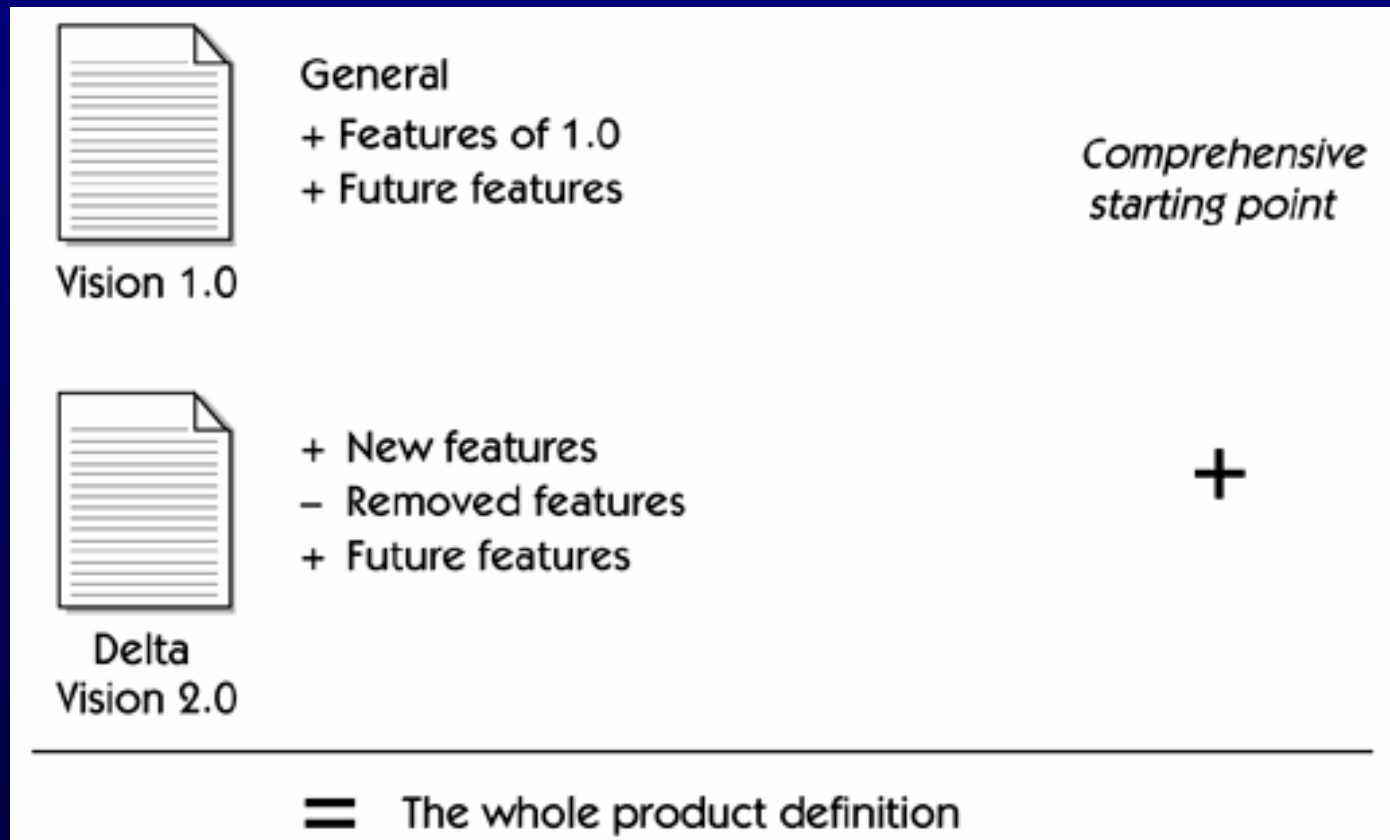 General
+ Features of 1.0
+ Future features
Comprehensive
starting point
Vision 1.0
+ New features
– Removed features
+ Future features
+
Delta
Vision 2.0
= The whole product definition